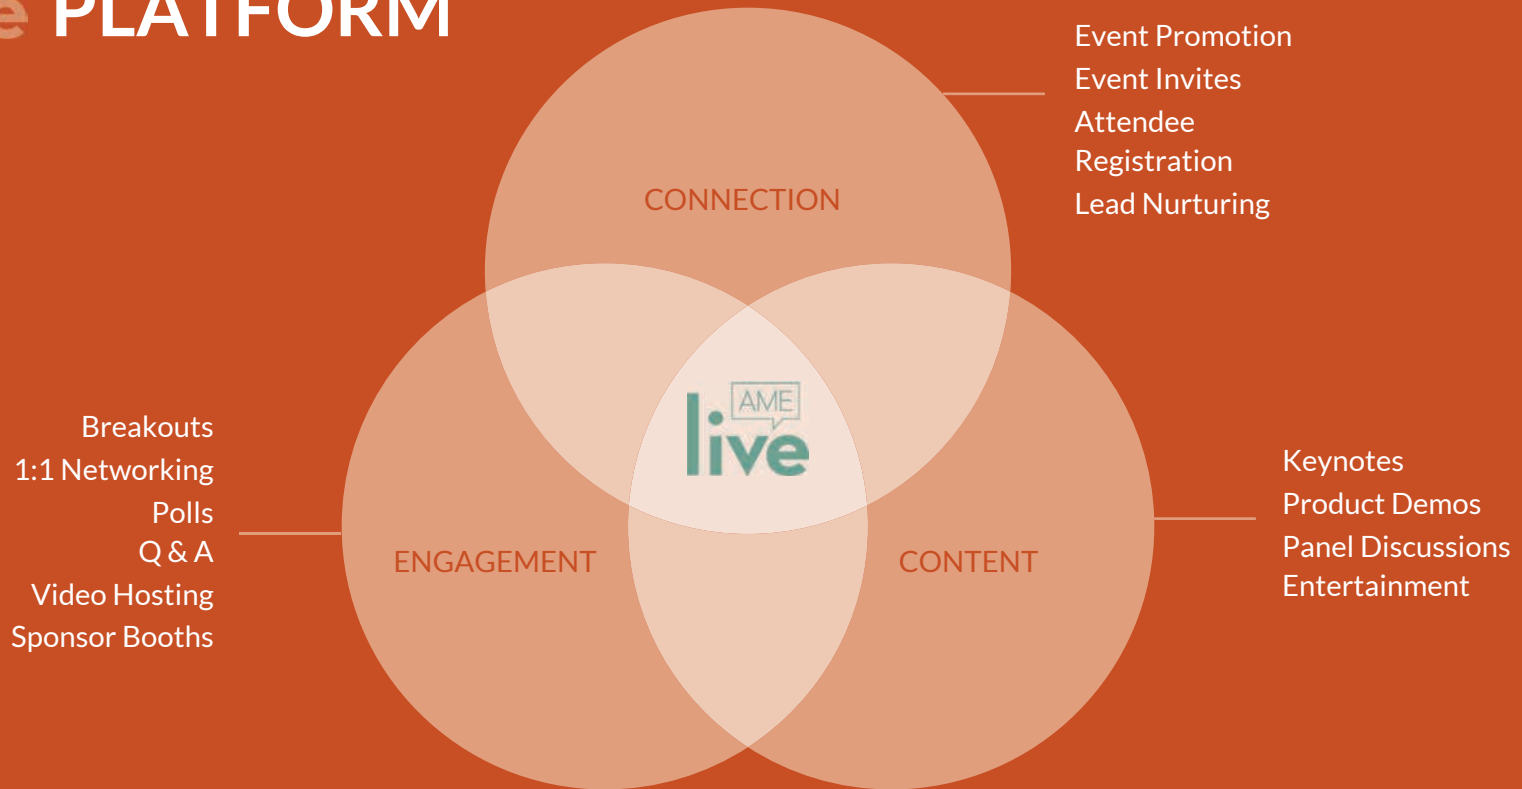 e PLATFORM
Event Promotion
Event Invites
Attendee
Registration
Lead Nurturing
CONNECTION
AME
live
Breakouts
1:1 Networking
Polls
Q & A
Video Hosting
Sponsor Booths
ENGAGEMENT
CONTENT
Keynotes
Product Demos
Panel Discussions
Entertainment